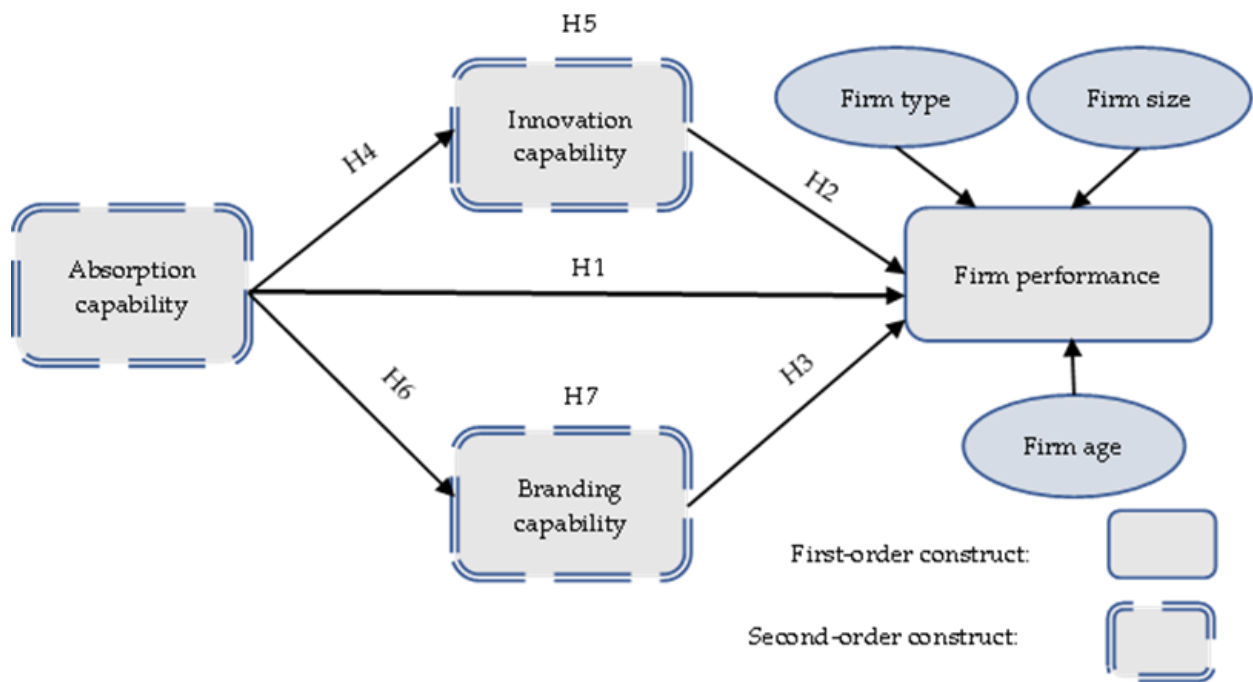 H5
Firm type
Firm size
Innovation
capability
H4
H2
Absorption
capability
H1
Firm performance
H6
H3
H7
Firm age
Branding
capability
First-order construct:
Second-order construct: